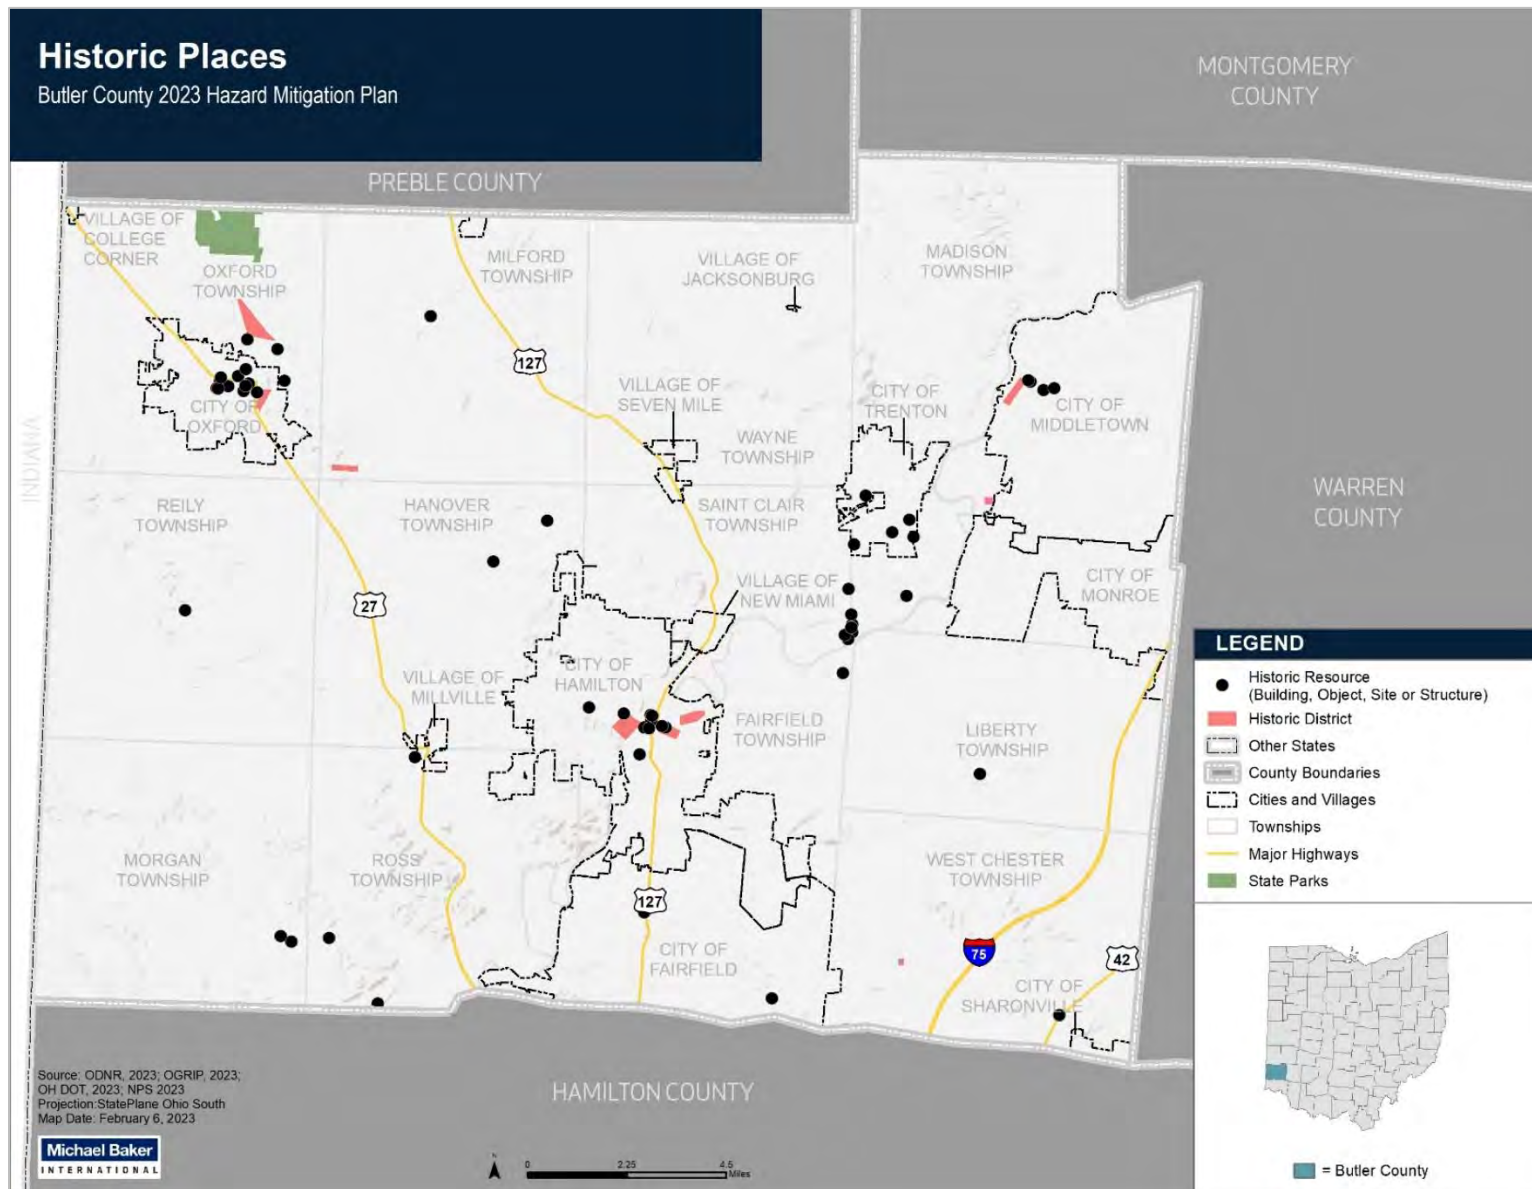 Historic Places
Butler County 2023 Hazard Mitigation Plan
MONTGOMERY
COUNTY
PREBLE COUNTY
VILLAGE OF
COLLEGE
CORNER
OXFORD
TOWNSHIP
MILFORD
TOWNSHIP
VILLAGE OF
JACKSONBURG
MADISON
TOWNSHIP
127
VILLAGE OF
SEVEN MILE
CITY OF
TRENTON
CITY OF
MIDDLETOWN
CITY OF
OXFORD
WAYNE
TOWNSHIP
INDIANA
WARREN
COUNTY
REILY
TOWNSHIP
HANOVER
TOWNSHIP
SAINT CLAIR
TOWNSHIP
VILLAGE OF
NEW MIAMI
CITY OF
MONROE
27
VILLAGE OF
MILLVILLE
CITY OF
HAMILTON
FAIRFIELD
TOWNSHIP
LIBERTY
TOWNSHIP
MORGAN
TOWNSHIP
ROSS
TOWNSHIP
WEST CHESTER
TOWNSHIP
127
CITY OF
FAIRFIELD
75
42
CITY OF
SHARONVILLE
HAMILTON COUNTY
LEGEND
Historic Resource
(Building, Object, Site or Structure)
Historic District
Other States
County Boundaries
Cities and Villages
Townships
Major Highways
State Parks
= Butler County
Source: ODNR, 2023; OGRIP, 2023;
OH DOT, 2023; NPS 2023
Projection:StatePlane Ohio South
Map Date: February 6, 2023
Michael Baker
INTERNATIONAL
N
0 2.25 4.5
Miles